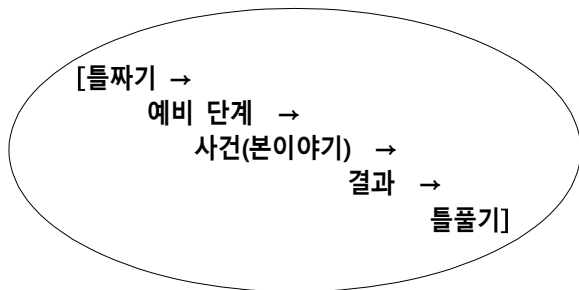 [틀짜기 →
예비 단계 →
사건(본이야기) →
결과 →
틀풀기]